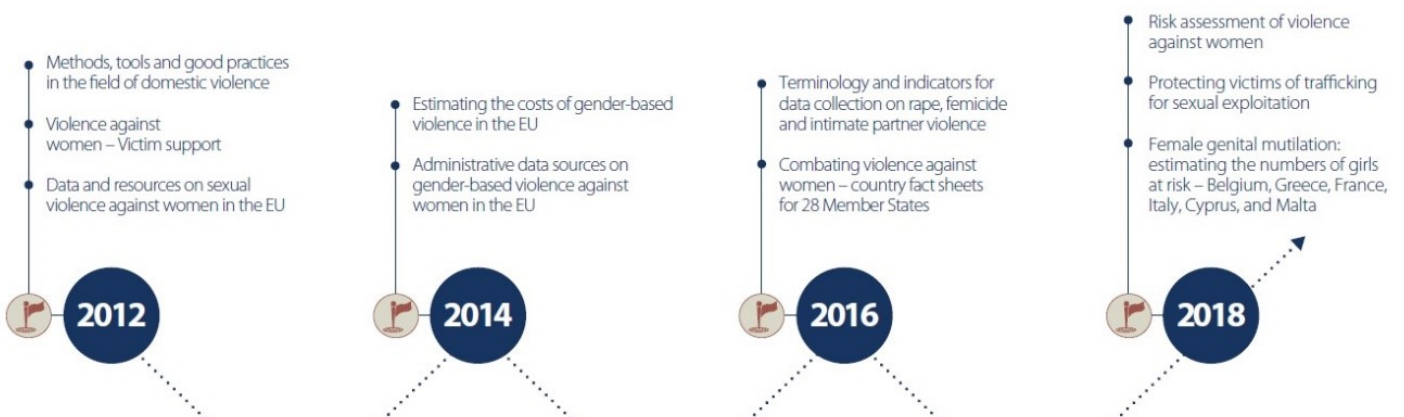 Methods, tools and good practices
in the field of domestic violence
Violence against
women – Victim support
Data and resources on sexual
violence against women in the EU
2012
Estimating the costs of gender-based
violence in the EU
Administrative data sources on
gender-based violence against
women in the EU
2014
Terminology and indicators for
data collection on rape, femicide
and intimate partner violence
Combating violence against
women – country fact sheets
for 28 Member States
2016
Risk assessment of violence
against women
Protecting victims of trafficking
for sexual exploitation
Female genital mutilation:
estimating the numbers of girls
at risk – Belgium, Greece, France,
Italy, Cyprus, and Malta
2018